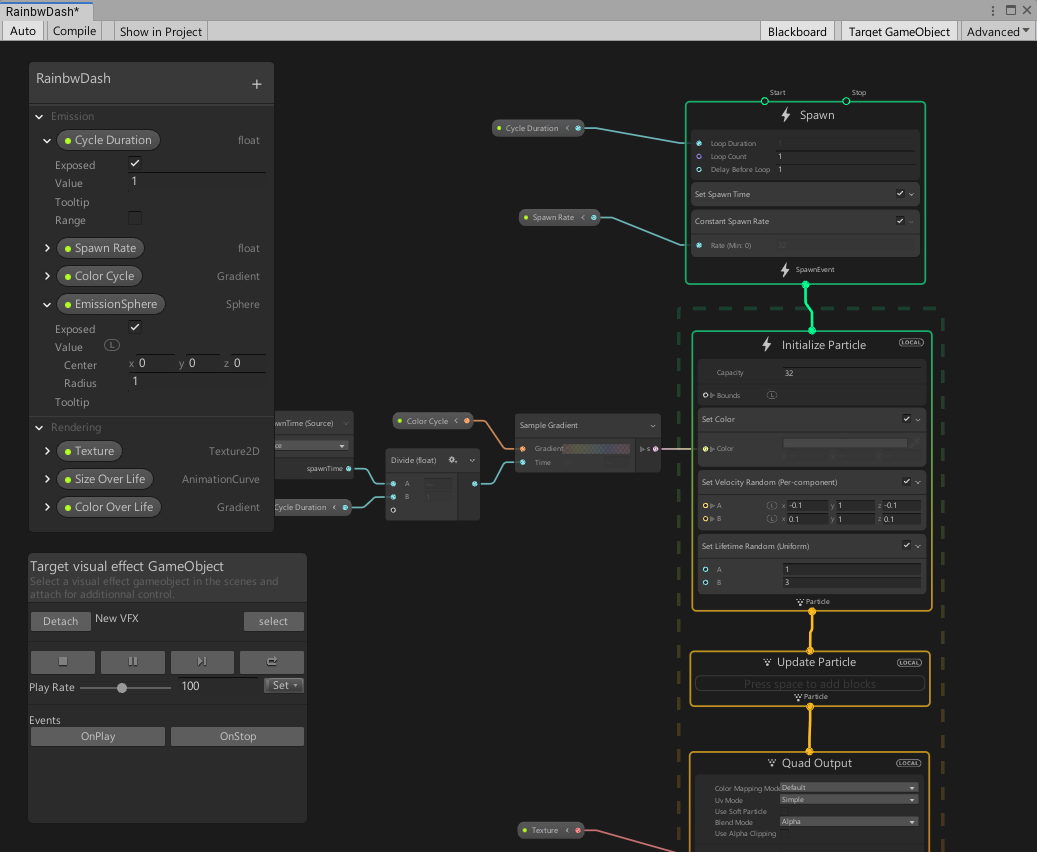 RainbwDash*
Auto
Compile
Show in Project
Blackboard
Target GameObject
Advanced
RainbwDash
+
Emission
Cycle Duration
float
Exposed
Value
1
Tooltip
Range
Spawn Rate
float
Color Cycle
Gradient
EmissionSphere
Sphere
Exposed
Value
L
Center
x 0
y 0
z 0
Radius
1
Tooltip
Rendering
Texture
Texture2D
Size Over Life
AnimationCurve
Color Over Life
Gradient
Target visual effect GameObject
Select a visual effect gameobject in the scenes and
attach for additionnal control.
Detach
New VFX
select
Play Rate
100
Set
Events
OnPlay
OnStop
wnTime (Source)
ce
spawnTime
Cycle Duration
Divide (float)
A
B
Color Cycle
Sample Gradient
Gradient
Time
s
Cycle Duration
Spawn Rate
Start
Stop
Spawn
Loop Duration
Loop Count
1
Delay Before Loop
1
Set Spawn Time
Constant Spawn Rate
Rate (Min: 0)
SpawnEvent
Initialize Particle
LOCAL
Capacity
32
Bounds
L
Set Color
Color
Set Velocity Random (Per-component)
A
L
x -0.1
y 1
z -0.1
B
L
x 0.1
y 1
z 0.1
Set Lifetime Random (Uniform)
A
1
B
3
Particle
Update Particle
LOCAL
Press space to add blocks
Particle
Quad Output
LOCAL
Color Mapping Mode
Default
Uv Mode
Simple
Use Soft Particle
Blend Mode
Alpha
Use Alpha Clipping
Texture